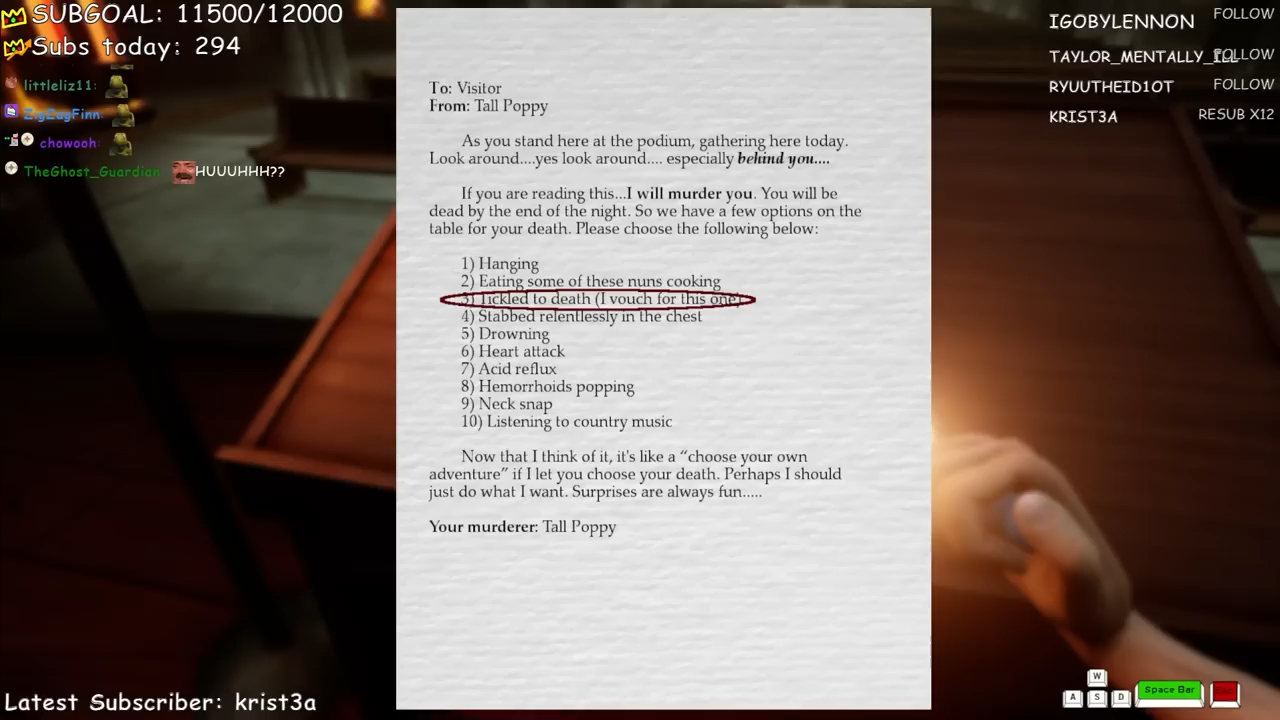 SUBGOAL: 11500/12000
Subs today: 294
littleliz11:
ZigZagFinn:
chowooh:
TheGhost_Guardian HUUUHHH??
To: Visitor
From: Tall Poppy
As you stand here at the podium, gathering here today.
Look around....yes look around.... especially behind you....
If you are reading this...I will murder you. You will be
dead by the end of the night. So we have a few options on the
table for your death. Please choose the following below:
1) Hanging
2) Eating some of these nuns cooking
3) Tickled to death (I vouch for this one)
4) Stabbed relentlessly in the chest
5) Drowning
6) Heart attack
7) Acid reflux
8) Hemorrhoids popping
9) Neck snap
10) Listening to country music
Now that I think of it, it's like a “choose your own
adventure” if I let you choose your death. Perhaps I should
just do what I want. Surprises are always fun.....
Your murderer: Tall Poppy
IGOBYLENNON FOLLOW
TAYLOR_MENTALLY_ILL FOLLOW
RYUUTHEID1OT FOLLOW
KRIST3A RESUB X12
Latest Subscriber: krist3a
W
A S D Space Bar